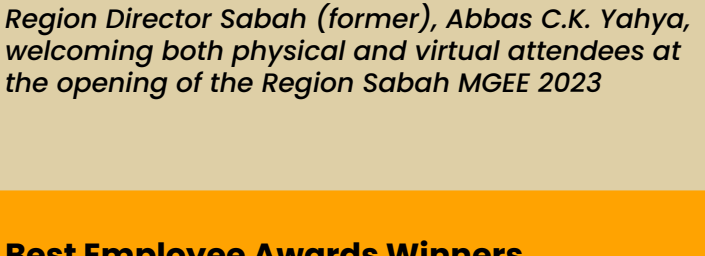 Region Director Sabah (former), Abbas C.K. Yahya,
welcoming both physical and virtual attendees at
the opening of the Region Sabah MGEE 2023
Best Employee Awards Winners